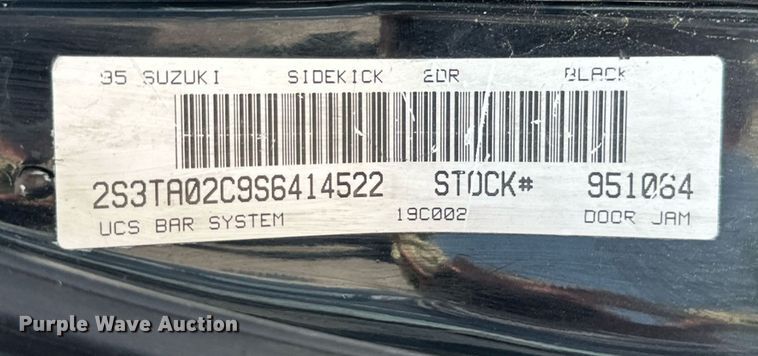 95 SUZUKI SIDEKICK 2DR BLACK
2S3TA02C9S6414522 STOCK# 951064
UCS BAR SYSTEM 19C002 DOOR JAM
Purple Wave Auction